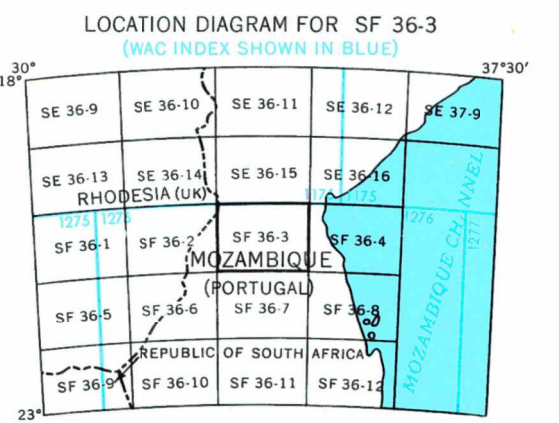 LOCATION DIAGRAM FOR SF 36-3
(WAC INDEX SHOWN IN BLUE)
30° 37°30'
18°
SE 36-9 SE 36-10 SE 36-11 SE 36-12 SE 37-9
SE 36-13 SE 36-14 SE 36-15 SE 36-16
RHODESIA (UK) 1176 1175
1275 1276 1276 1277
SF 36-1 SF 36-2 SF 36-3 SF 36-4
MOZAMBIQUE
(PORTUGAL)
MOZAMBIQUE CHANNEL
SF 36-5 SF 36-6 SF 36-7 SF 36-8
REPUBLIC OF SOUTH AFRICA
SF 36-9 SF 36-10 SF 36-11 SF 36-12
23°